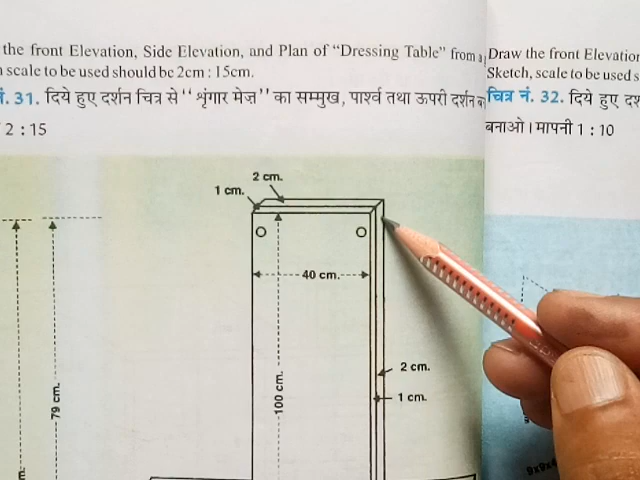 the front Elevation, Side Elevation, and Plan of “Dressing Table” from a
scale to be used should be 2cm : 15cm.
नं. 31. दिये हुए दर्शन चित्र से ‘‘ शृंगार मेज़ ’’ का सम्मुख, पार्श्व तथा ऊपरी दर्शन
2 : 15
2 cm.
1 cm.
40 cm.
100 cm.
79 cm.
2 cm.
1 cm.
Draw the front Elevation
Sketch, scale to be used s
चित्र नं. 32. दिये हुए
बनाओ। मापनी 1 : 10